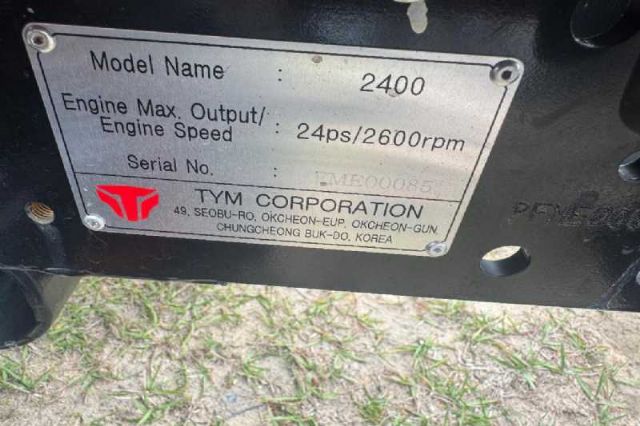 Model Name : 2400
Engine Max. Output/
Engine Speed : 24ps/2600rpm
Serial No. :
TYM CORPORATION
49, SEOBU-RO, OKCHEON-EUP, OKCHEON-GUN,
CHUNGCHEONG BUK-DO, KOREA